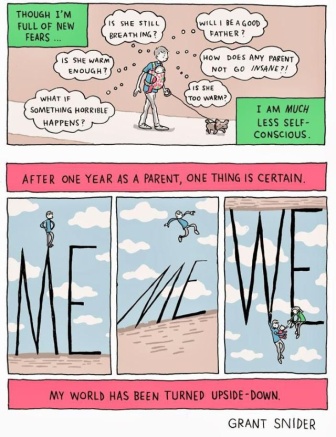 THOUGH I'M
FULL OF NEW
FEARS ...
IS SHE STILL
BREATHING?
WILL I BE A GOOD
FATHER?
IS SHE WARM
ENOUGH?
HOW DOES ANY PARENT
NOT GO INSANE?!
WHAT IF
SOMETHING HORRIBLE
HAPPENS?
IS SHE
TOO WARM?
I AM MUCH
LESS SELF-
CONSCIOUS.
AFTER ONE YEAR AS A PARENT, ONE THING IS CERTAIN.
ME
ME
WE
MY WORLD HAS BEEN TURNED UPSIDE-DOWN.
GRANT SNIDER